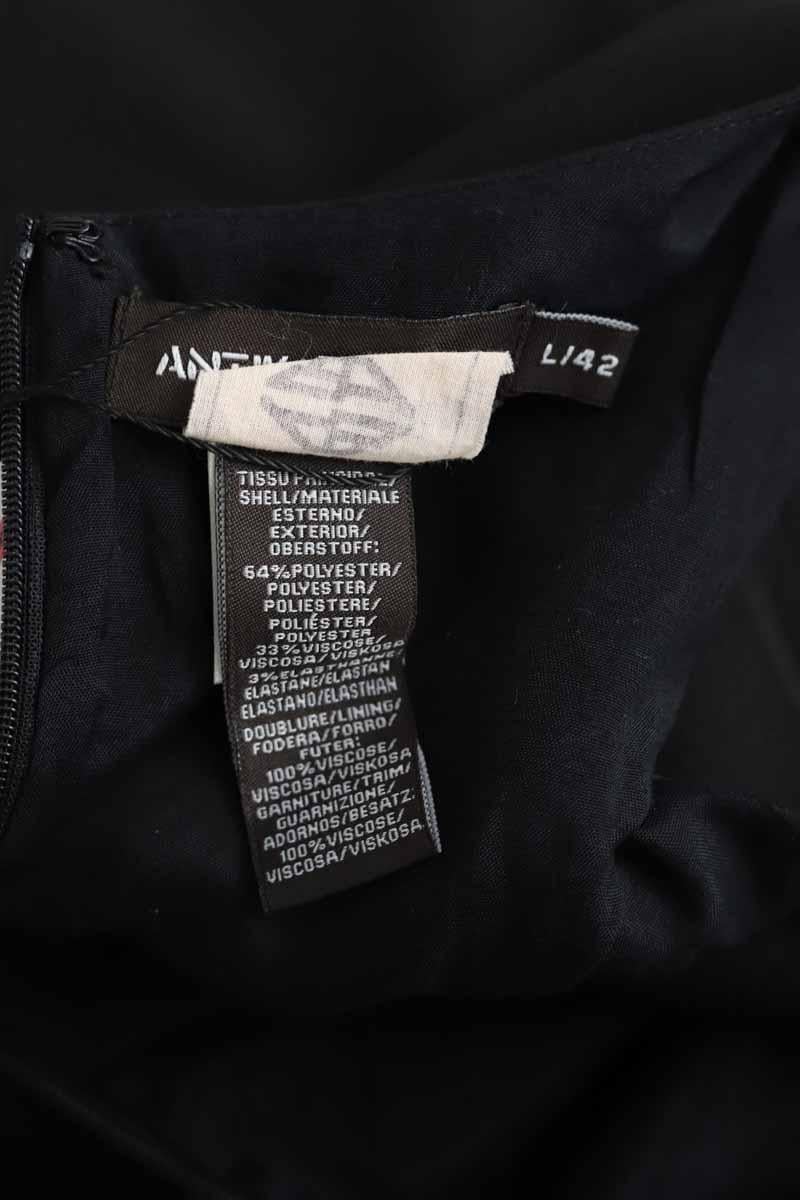 L/42
TISSU PRINCIPAL/
SHELL/MATERIALE
ESTERNO/
EXTERIOR/
OBERSTOFF:
64%POLYESTER/
POLYESTER/
POLIESTERE/
POLIÉSTER/
POLYESTER
33%VISCOSE/
VISCOSA/VISKOSA
3%ELASTHANNE/
ELASTANE/ELASTAN
ELASTANO/ELASTHAN
DOUBLURE/LINING/
FODERA/FORRO/
FUTER:
100%VISCOSE/
VISCOSA/VISKOSA
GARNITURE/TRIM/
GUARNIZIONE/
ADORNOS/BESATZ:
100%VISCOSE/
VISCOSA/VISKOSA